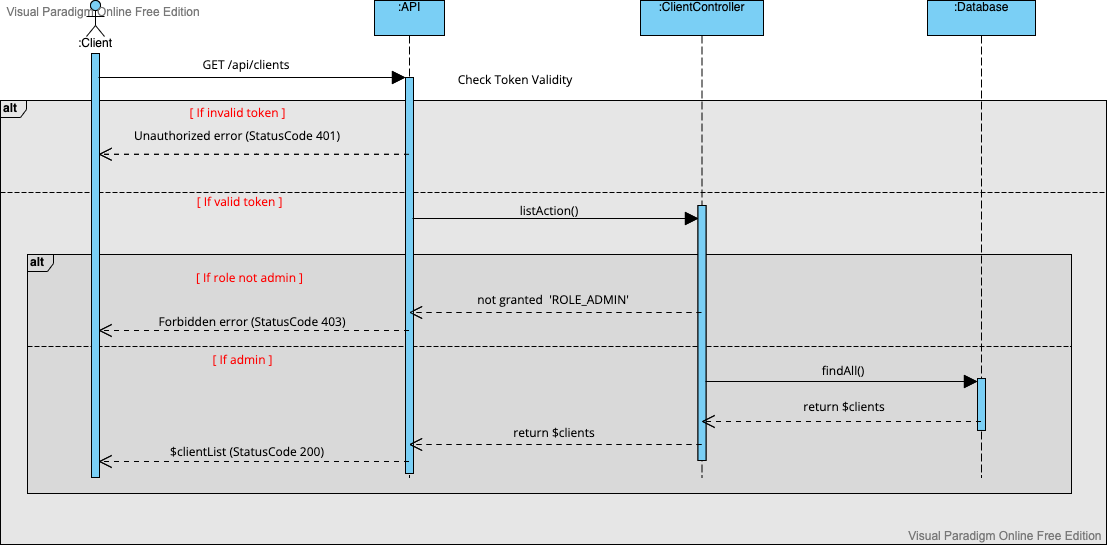 Visual Paradigm Online Free Edition
:Client
:API
:ClientController
:Database
GET /api/clients
Check Token Validity
alt
[ If invalid token ]
Unauthorized error (StatusCode 401)
[ If valid token ]
listAction()
alt
[ If role not admin ]
not granted 'ROLE_ADMIN'
Forbidden error (StatusCode 403)
[ If admin ]
findAll()
return $clients
return $clients
$clientList (StatusCode 200)
Visual Paradigm Online Free Edition